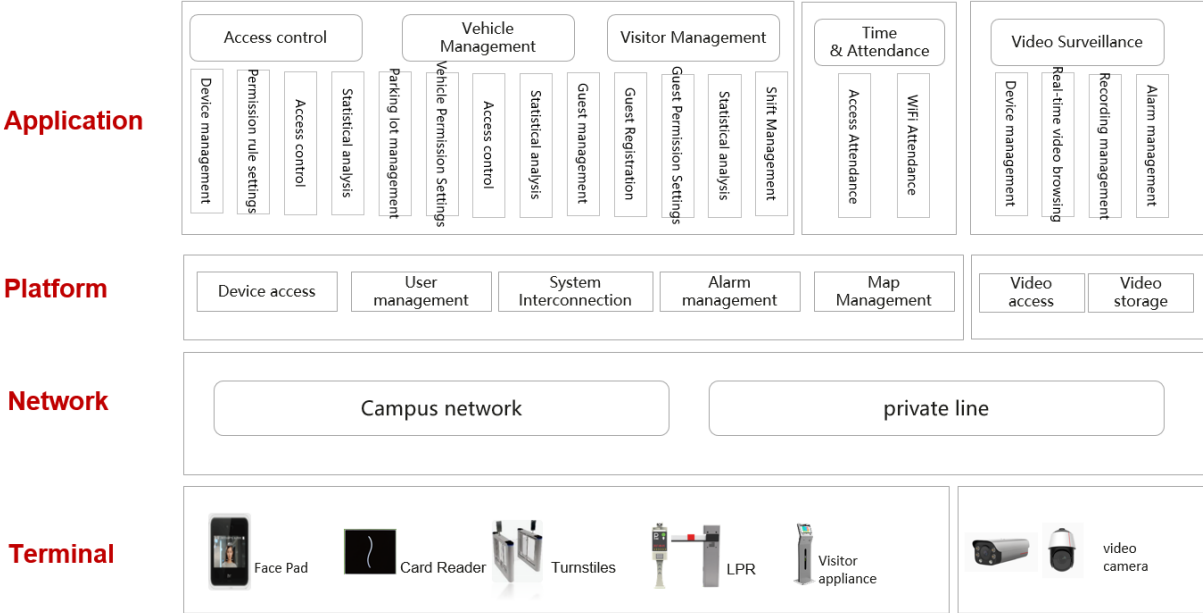 Application
Access control
Vehicle
Management
Visitor Management
Time
& Attendance
Video Surveillance
Device management
Permission rule settings
Access control
Statistical analysis
Parking lot management
Vehicle Permission Settings
Access control
Statistical analysis
Guest management
Guest Registration
Guest Permission Settings
Statistical analysis
Shift Management
Access Attendance
WiFi Attendance
Device management
Real-time video browsing
Recording management
Alarm management
Platform
Device access
User
management
System
Interconnection
Alarm
management
Map
Management
Video
access
Video
storage
Network
Campus network
private line
Terminal
Face Pad
Card Reader
Turnstiles
LPR
Visitor
appliance
video
camera